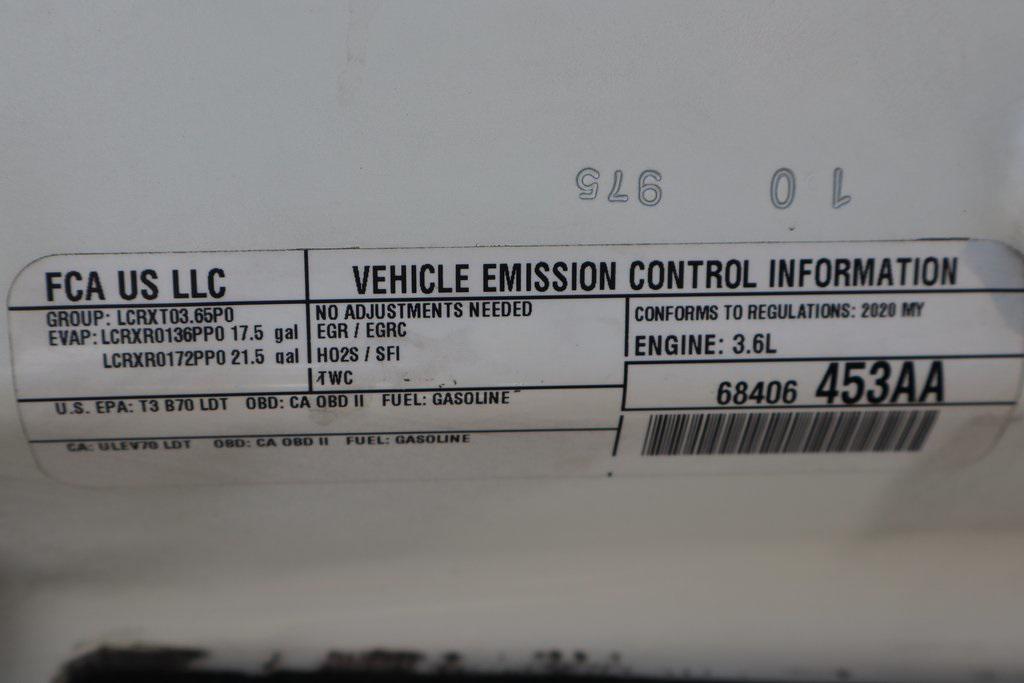 1 0 975
FCA US LLC
VEHICLE EMISSION CONTROL INFORMATION
GROUP: LCRXT03.65P0
EVAP: LCRXR0136PP0 17.5 gal
LCRXR0172PP0 21.5 gal
NO ADJUSTMENTS NEEDED
EGR / EGRC
HO2S / SFI
TWC
CONFORMS TO REGULATIONS: 2020 MY
ENGINE: 3.6L
68406 453AA
U.S. EPA: T3 B70 LDT OBD: CA OBD II FUEL: GASOLINE
CA: ULEV70 LDT OBD: CA OBD II FUEL: GASOLINE